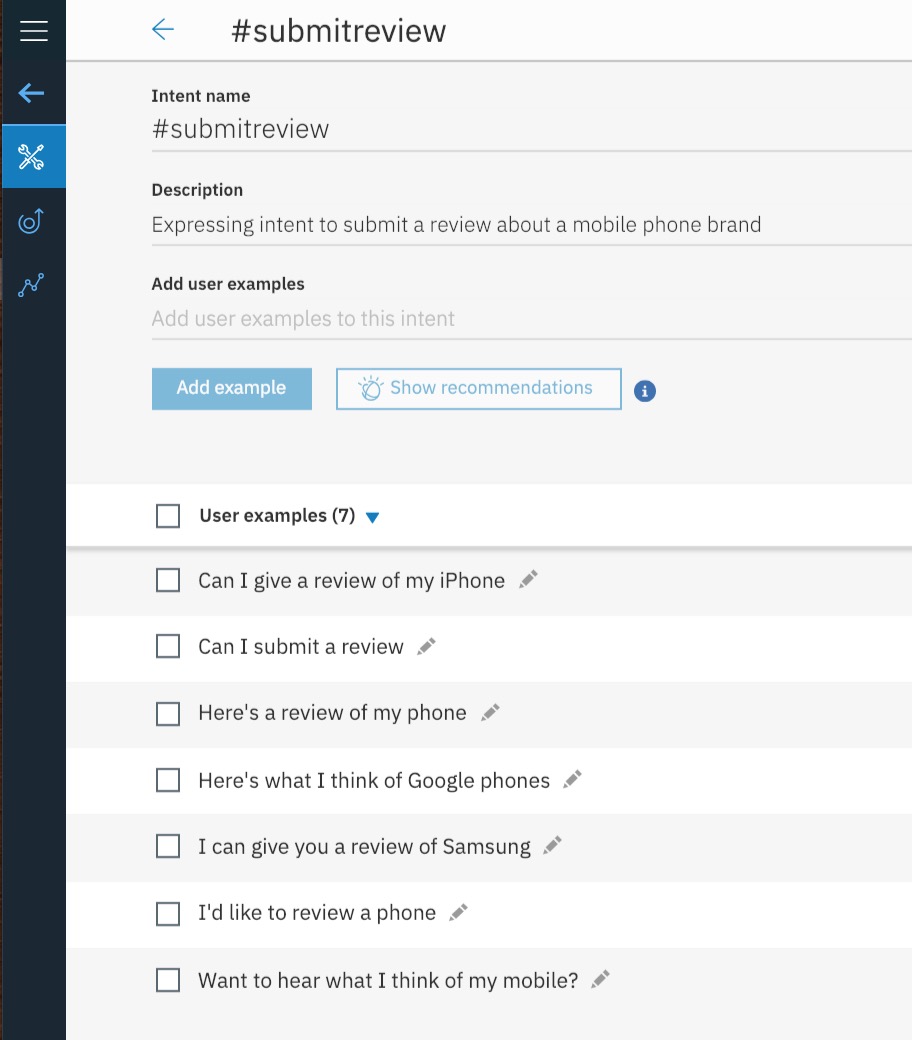 #submitreview
Intent name
#submitreview
Description
Expressing intent to submit a review about a mobile phone brand
Add user examples
Add user examples to this intent
Add example
Show recommendations
User examples (7)
Can I give a review of my iPhone
Can I submit a review
Here's a review of my phone
Here's what I think of Google phones
I can give you a review of Samsung
I'd like to review a phone
Want to hear what I think of my mobile?